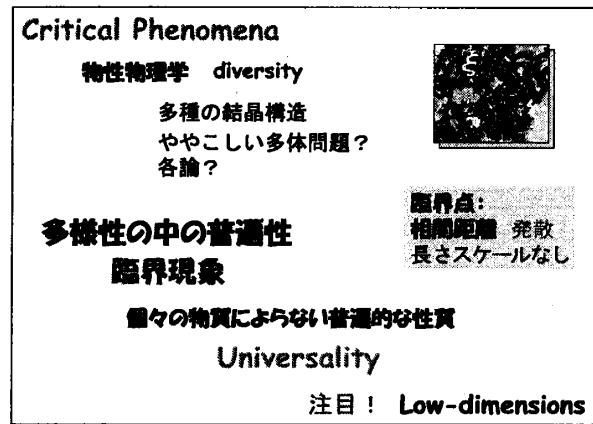 Critical Phenomena
物性物理学 diversity
多種の結晶構造
ややこしい多体問題？
各論？
ξ
臨界点：
相関距離 発散
長さスケールなし
多様性の中の普遍性
臨界現象
個々の物質によらない普遍的な性質
Universality
注目！ Low-dimensions